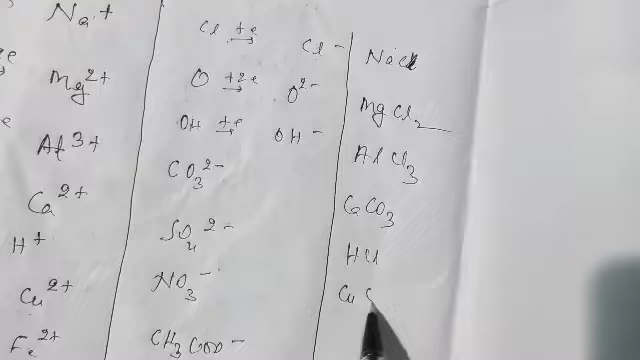 Na+ Cl +e → Cl- NaCl
Mg2+ O +2e → O2- MgCl2
Al3+ OH +e → OH- AlCl3
Ca2+ CO3 2- CaCO3
H+ SO4 2- HCl
Cu2+ NO3- Cu
Fe2+ CH3COO-